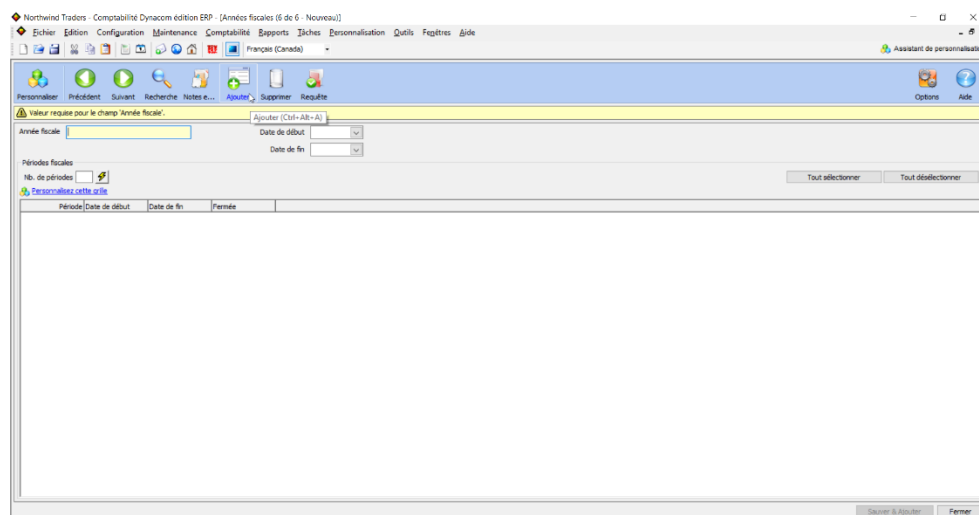 Northwind Traders - Comptabilité Dynacom édition ERP - [Années fiscales (6 de 6 - Nouveau)]
Fichier Edition Configuration Maintenance Comptabilité Rapports Tâches Personnalisation Outils Fenêtres Aide
Français (Canada) Assistant de personnalisati
Personnaliser Précédent Suivant Recherche Notes e... Ajouter Supprimer Requête Options Aide
Valeur requise pour le champ 'Année fiscale'.
Ajouter (Ctrl+Alt+A)
Année fiscale Date de début
Date de fin
Périodes fiscales
Nb. de périodes Tout sélectionner Tout désélectionner
Personnalisez cette grille
Période Date de début Date de fin Fermée
Sauver & Ajouter Fermer